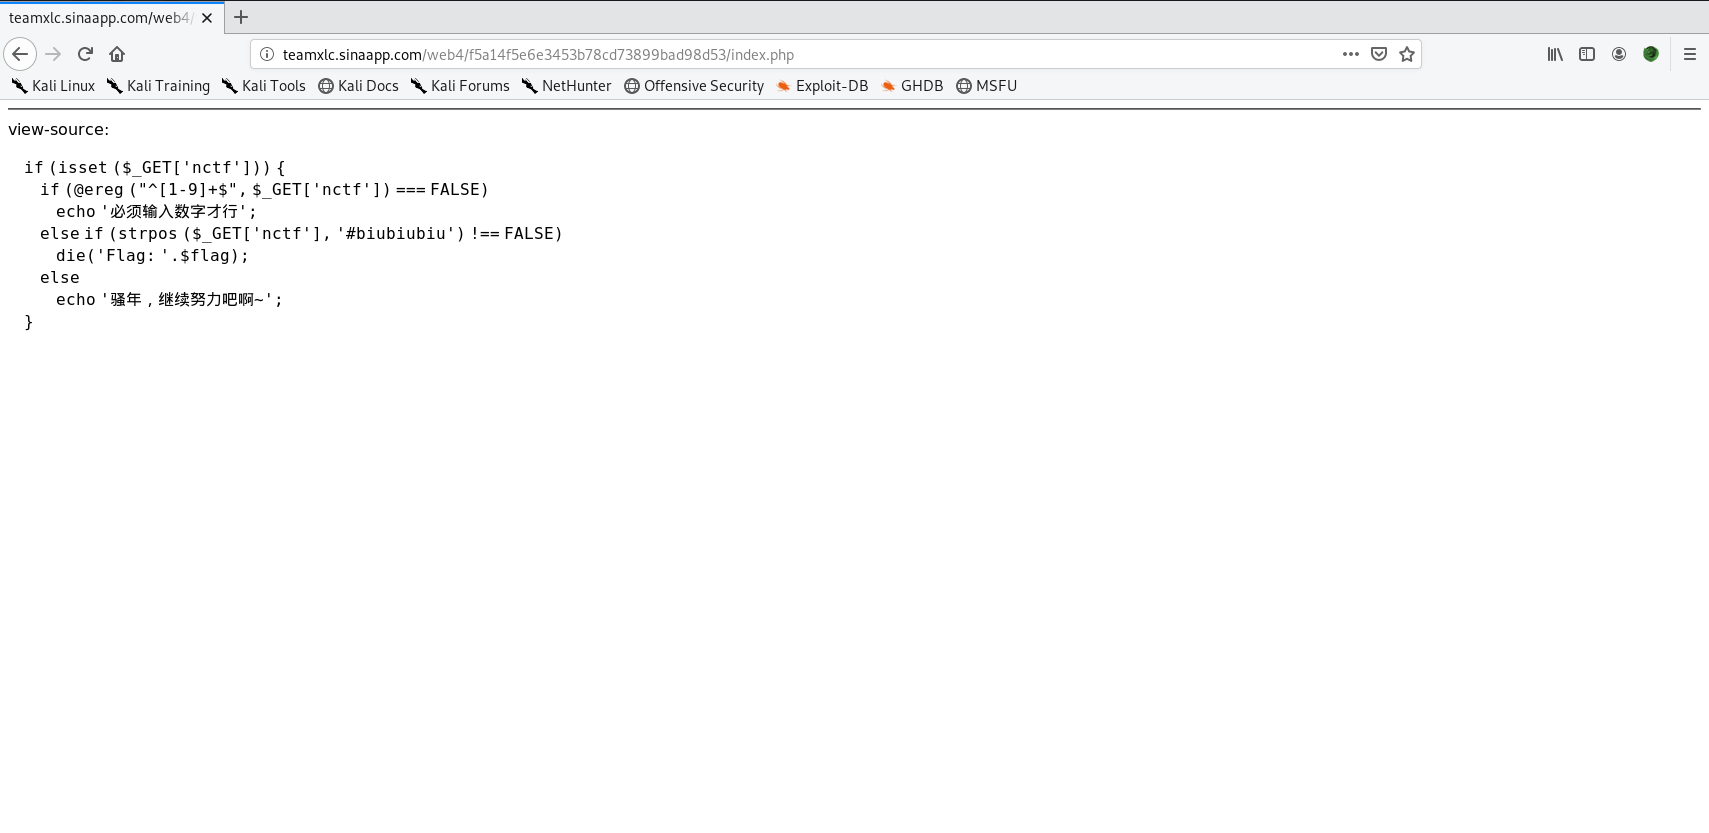 teamxlc.sinaapp.com/web4/
teamxlc.sinaapp.com/web4/f5a14f5e6e3453b78cd73899bad98d53/index.php
Kali Linux Kali Training Kali Tools Kali Docs Kali Forums NetHunter Offensive Security Exploit-DB GHDB MSFU
view-source:
if (isset ($_GET['nctf'])) {
if (@ereg ("^[1-9]+$", $_GET['nctf']) === FALSE)
echo '必须输入数字才行';
else if (strpos ($_GET['nctf'], '#biubiubiu') !== FALSE)
die('Flag: '.$flag);
else
echo '骚年，继续努力吧啊~';
}